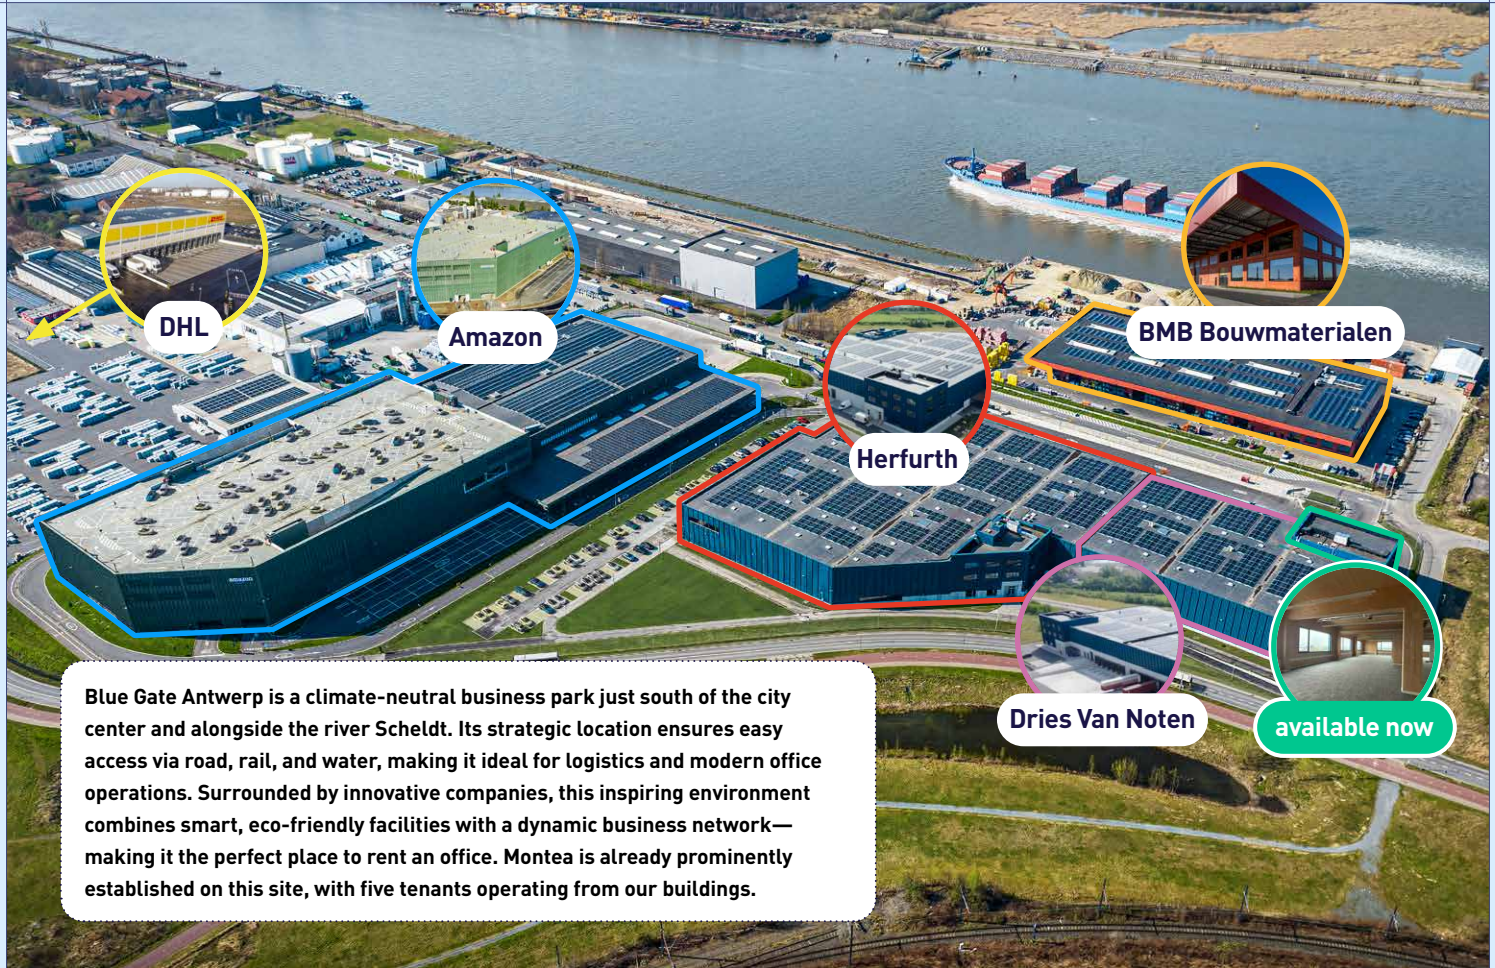 DHL
Amazon
BMB Bouwmaterialen
Herfurth
Dries Van Noten
available now
Blue Gate Antwerp is a climate-neutral business park just south of the city
center and alongside the river Scheldt. Its strategic location ensures easy
access via road, rail, and water, making it ideal for logistics and modern office
operations. Surrounded by innovative companies, this inspiring environment
combines smart, eco-friendly facilities with a dynamic business network—
making it the perfect place to rent an office. Montea is already prominently
established on this site, with five tenants operating from our buildings.